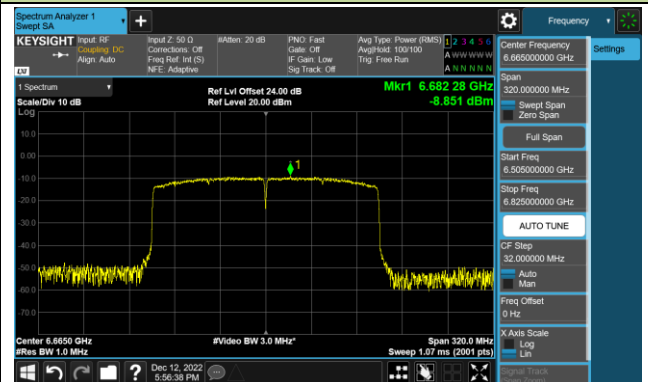 Spectrum Analyzer 1
Swept SA
Frequency
KEYSIGHT
Input: RF
Coupling: DC
Align: Auto
Input Z: 50 Ω
Corrections: Off
Freq Ref: Int (S)
NFE: Adaptive
#Atten: 20 dB
PNO: Fast
Gate: Off
IF Gain: Low
Sig Track: Off
Avg Type: Power (RMS)
Avg|Hold: 100/100
Trig: Free Run
1 2 3 4 5 6
A W W W W W
A N N N N N
LXI
1 Spectrum
Scale/Div 10 dB
Log
Ref Lvl Offset 24.00 dB
Ref Level 20.00 dBm
Mkr1 6.682 28 GHz
-8.851 dBm
1
10.0
0.00
-10.0
-20.0
-30.0
-40.0
-50.0
-60.0
-70.0
Center 6.6650 GHz
#Res BW 1.0 MHz
#Video BW 3.0 MHz*
Span 320.0 MHz
Sweep 1.07 ms (2001 pts)
Dec 12, 2022
5:56:38 PM
Center Frequency
6.665000000 GHz
Span
320.000000 MHz
Swept Span
Zero Span
Full Span
Start Freq
6.505000000 GHz
Stop Freq
6.825000000 GHz
AUTO TUNE
CF Step
32.000000 MHz
Auto
Man
Freq Offset
0 Hz
X Axis Scale
Log
Lin
Signal Track
Settings